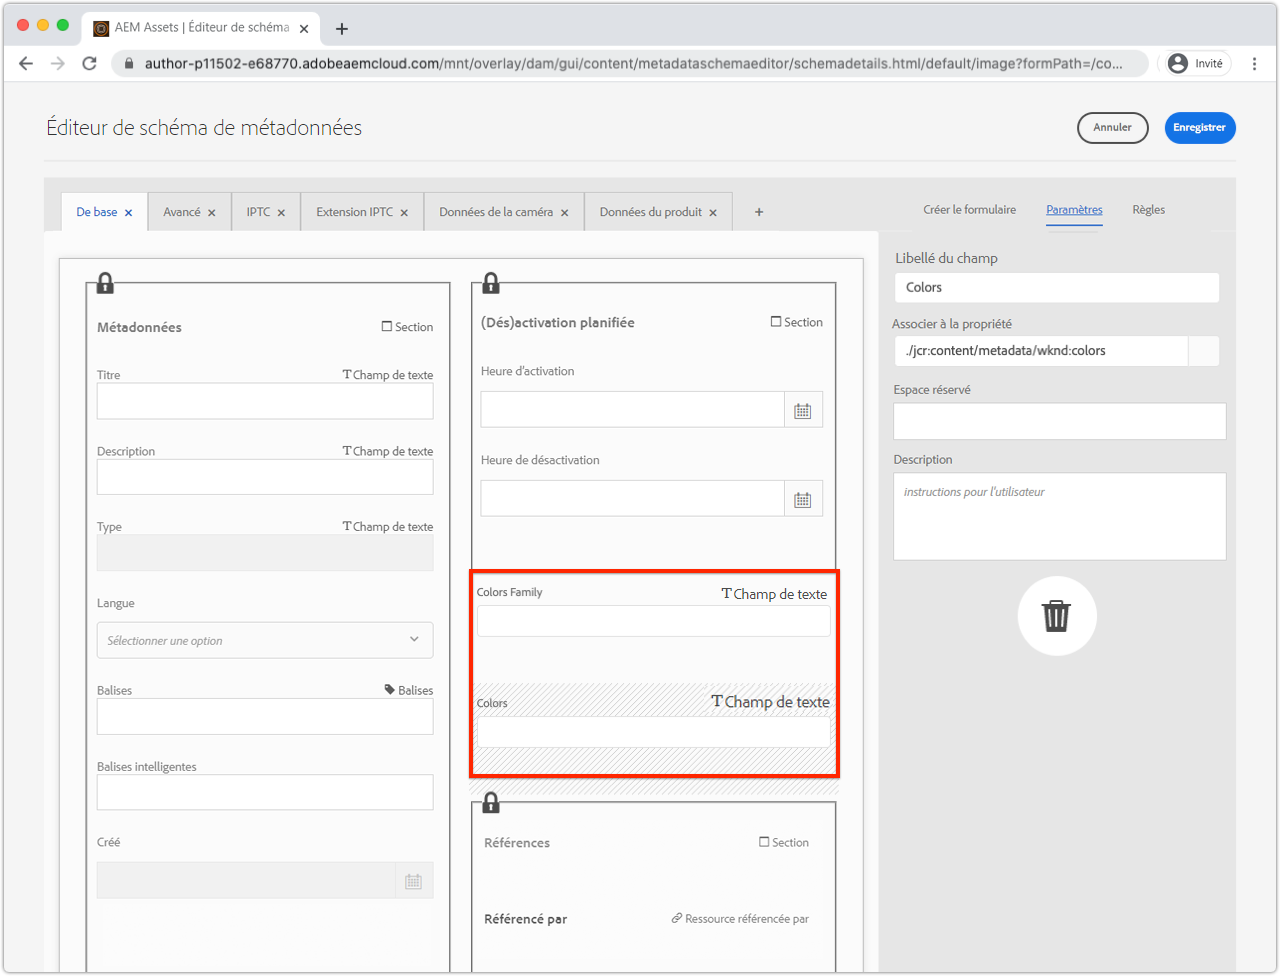 AEM Assets | Éditeur de schéma
author-p11502-e68770.adobeaemcloud.com/mnt/overlay/dam/gui/content/metadataschemaeditor/schemadetails.html/default/image?formPath=/co...
Invité
Éditeur de schéma de métadonnées
Annuler
Enregistrer
De base
Avancé
IPTC
Extension IPTC
Données de la caméra
Données du produit
Créer le formulaire
Paramètres
Règles
Métadonnées
Section
Titre
Champ de texte
Description
Champ de texte
Type
Champ de texte
Langue
Sélectionner une option
Balises
Balises
Balises intelligentes
Créé
(Dés)activation planifiée
Section
Heure d'activation
Heure de désactivation
Colors Family
Champ de texte
Colors
Champ de texte
Références
Section
Référencé par
Ressource référencée par
Libellé du champ
Colors
Associer à la propriété
./jcr:content/metadata/wknd:colors
Espace réservé
Description
instructions pour l'utilisateur